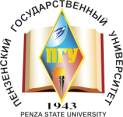 ПЕНЗЕНСКИЙ ГОСУДАРСТВЕННЫЙ УНИВЕРСИТЕТ
ПГУ
1943
PENZA STATE UNIVERSITY